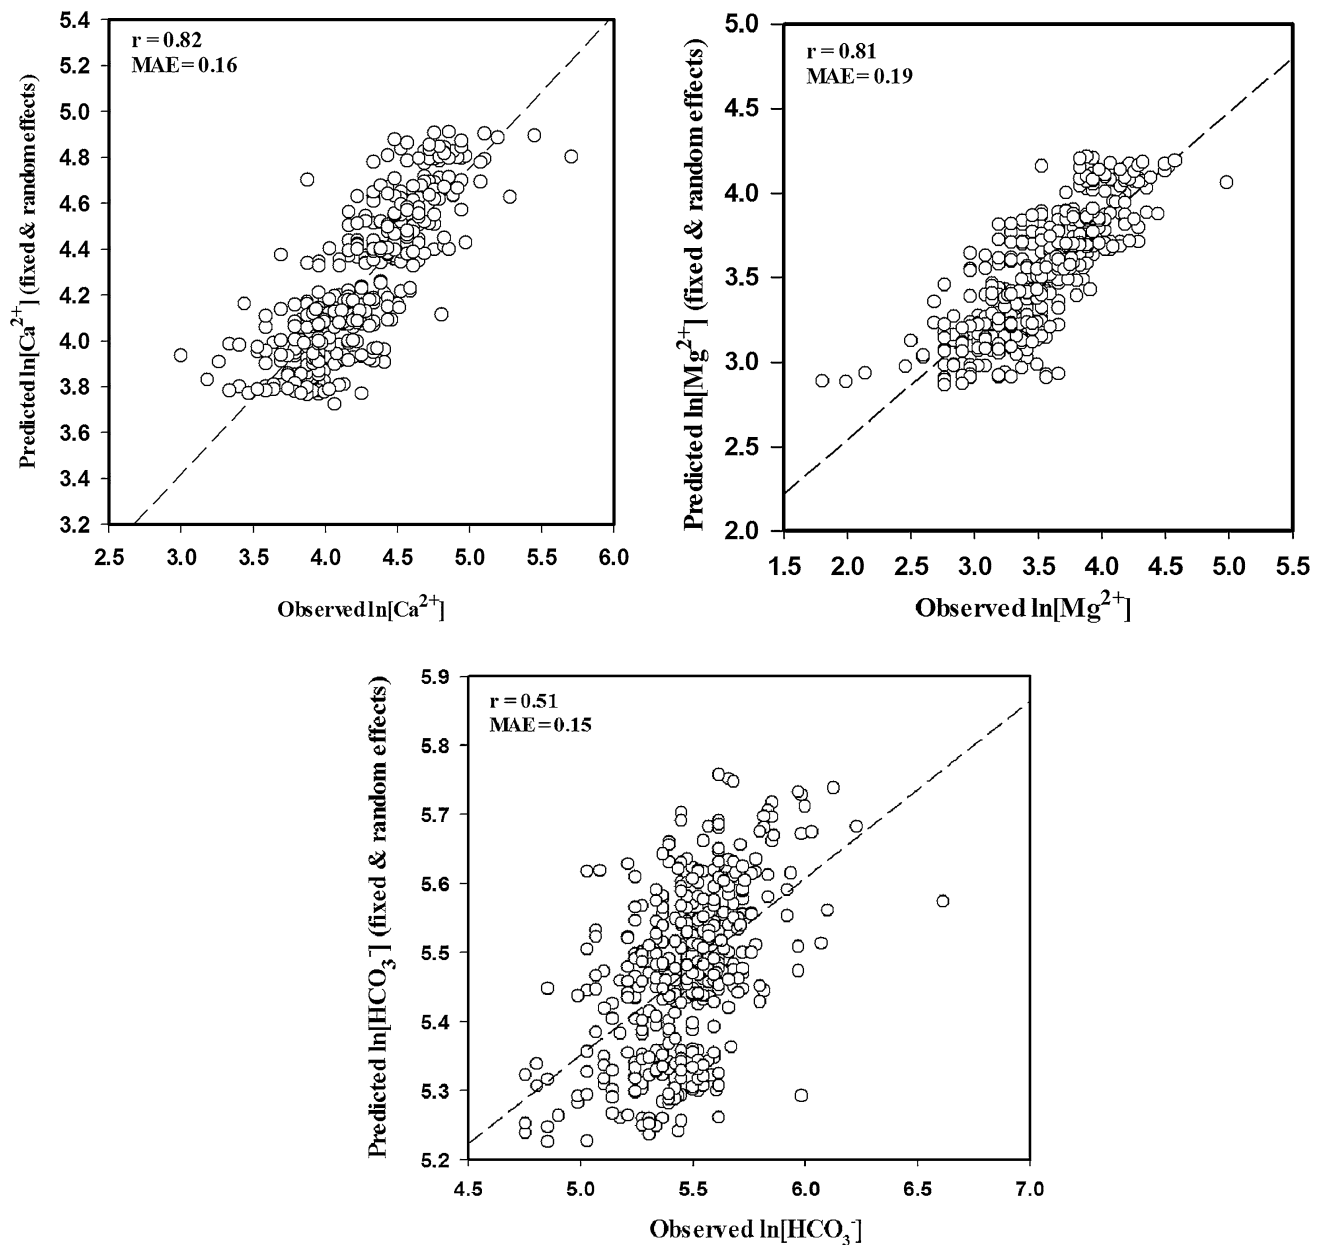 r = 0.82
MAE = 0.16
5.4
5.2
5.0
4.8
4.6
4.4
4.2
4.0
3.8
3.6
3.4
3.2
2.5 3.0 3.5 4.0 4.5 5.0 5.5 6.0
Predicted ln[Ca2+] (fixed & random effects)
Observed ln[Ca2+]
r = 0.81
MAE = 0.19
5.0
4.5
4.0
3.5
3.0
2.5
2.0
1.5 2.0 2.5 3.0 3.5 4.0 4.5 5.0 5.5
Predicted ln[Mg2+] (fixed & random effects)
Observed ln[Mg2+]
r = 0.51
MAE = 0.15
5.9
5.8
5.7
5.6
5.5
5.4
5.3
5.2
4.5 5.0 5.5 6.0 6.5 7.0
Predicted ln[HCO3-] (fixed & random effects)
Observed ln[HCO3-]